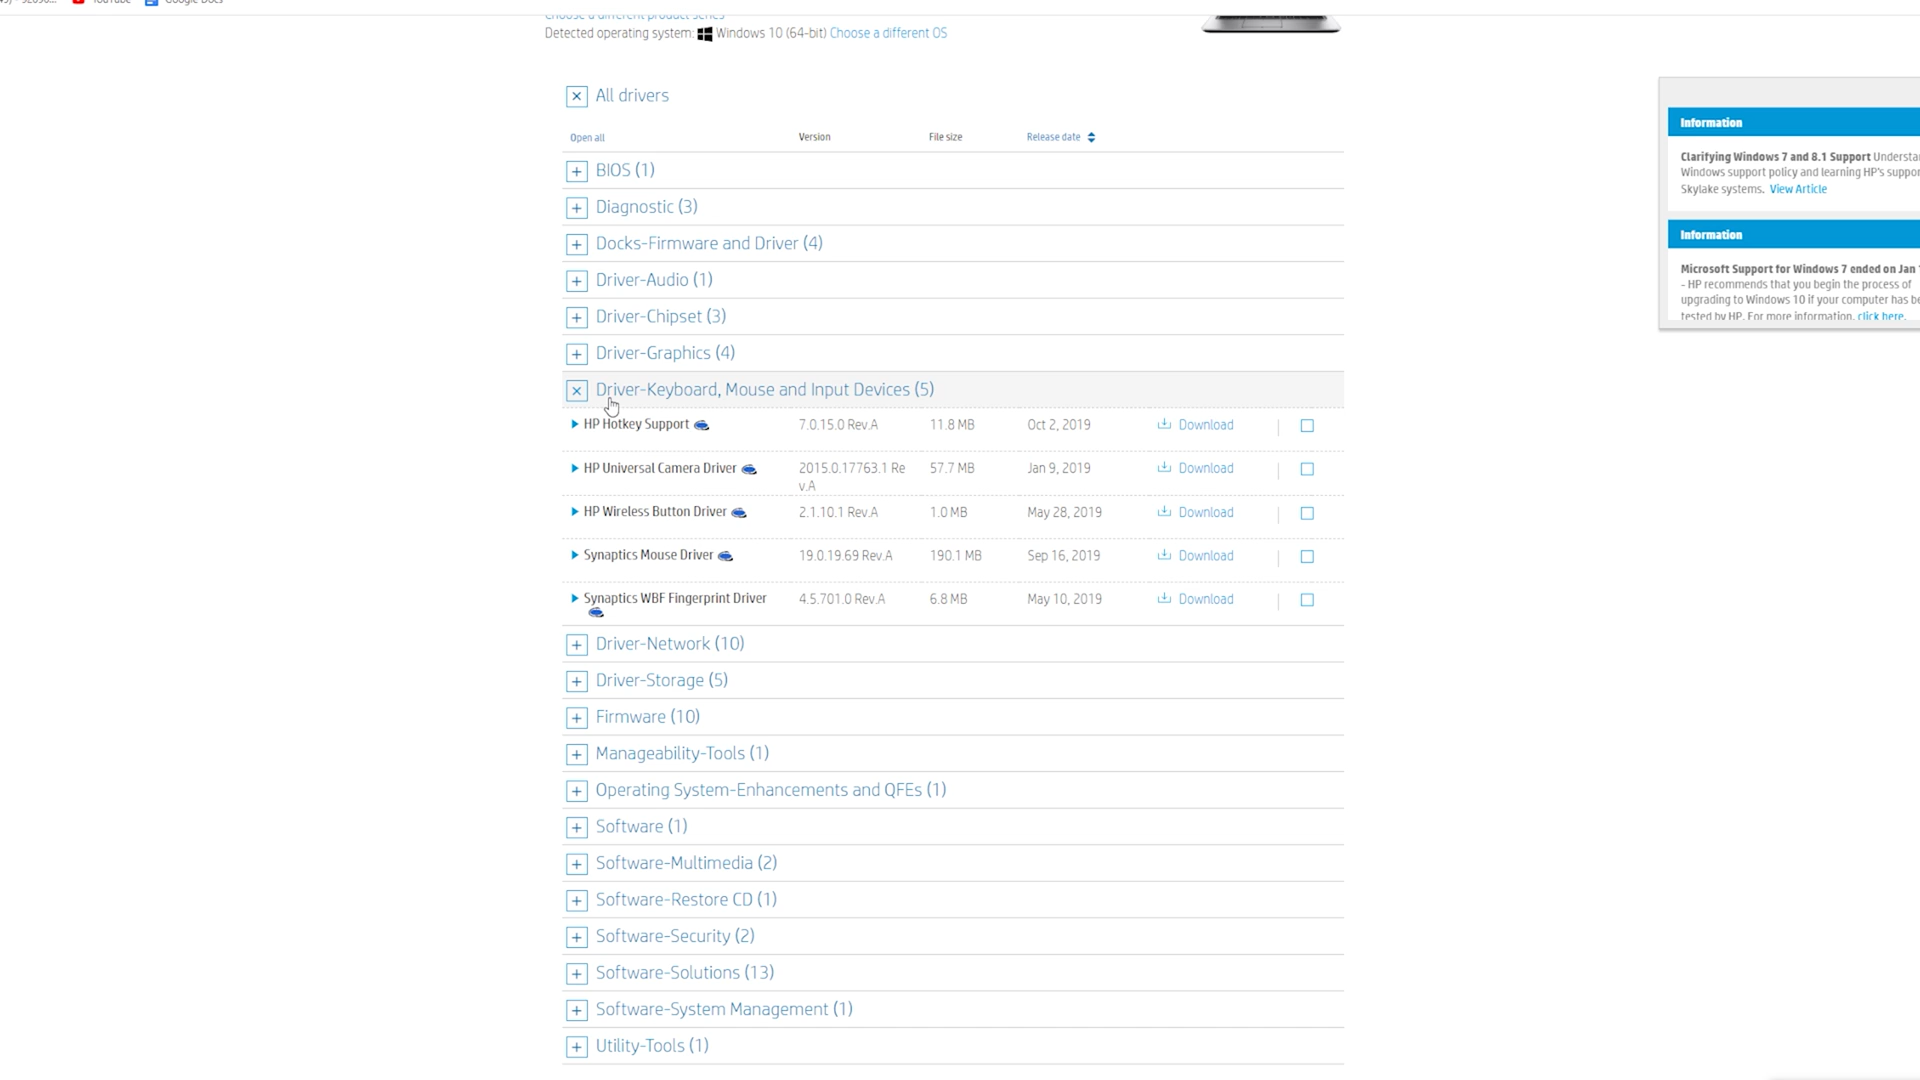 YouTube
Google Docs
Choose a different product series
Detected operating system: Windows 10 (64-bit) Choose a different OS
All drivers
Open all Version File size Release date
BIOS (1)
Diagnostic (3)
Docks-Firmware and Driver (4)
Driver-Audio (1)
Driver-Chipset (3)
Driver-Graphics (4)
Driver-Keyboard, Mouse and Input Devices (5)
HP Hotkey Support 7.0.15.0 Rev.A 11.8 MB Oct 2, 2019 Download
HP Universal Camera Driver 2015.0.17763.1 Re 57.7 MB Jan 9, 2019 Download
v.A
HP Wireless Button Driver 2.1.10.1 Rev.A 1.0 MB May 28, 2019 Download
Synaptics Mouse Driver 19.0.19.69 Rev.A 190.1 MB Sep 16, 2019 Download
Synaptics WBF Fingerprint Driver 4.5.701.0 Rev.A 6.8 MB May 10, 2019 Download
Driver-Network (10)
Driver-Storage (5)
Firmware (10)
Manageability-Tools (1)
Operating System-Enhancements and QFEs (1)
Software (1)
Software-Multimedia (2)
Software-Restore CD (1)
Software-Security (2)
Software-Solutions (13)
Software-System Management (1)
Utility-Tools (1)
Information
Clarifying Windows 7 and 8.1 Support Understa
Windows support policy and learning HP's suppor
Skylake systems. View Article
Information
Microsoft Support for Windows 7 ended on Jan
- HP recommends that you begin the process of
upgrading to Windows 10 if your computer has be
tested by HP. For more information, click here.